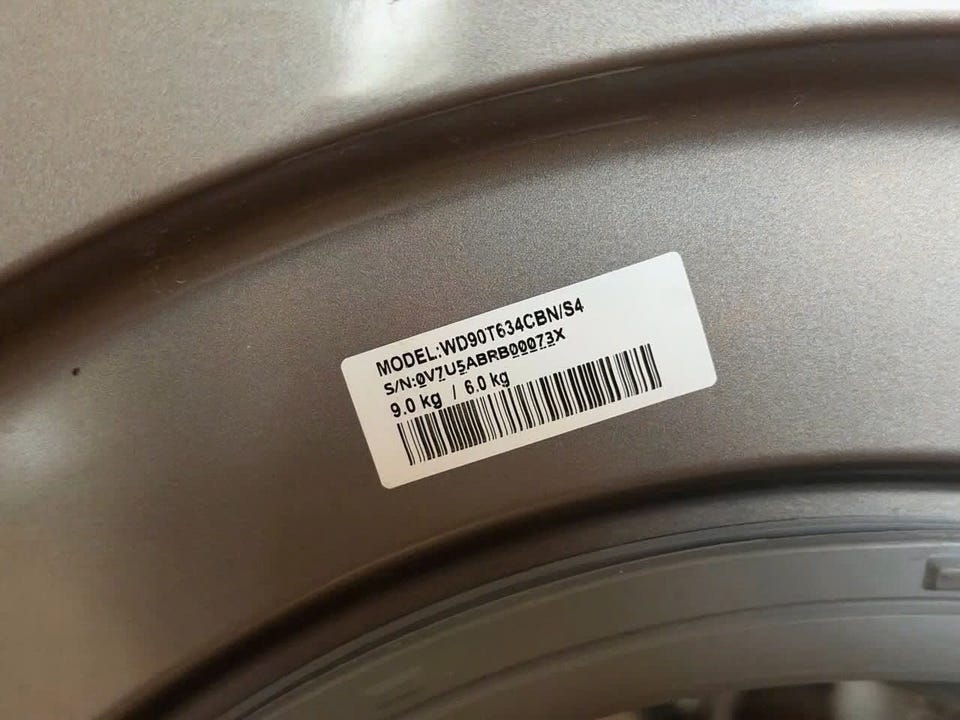 MODEL:WD90T634CBN/S4
S/N:0V7U5ABRB00073X
9.0 kg / 6.0 kg